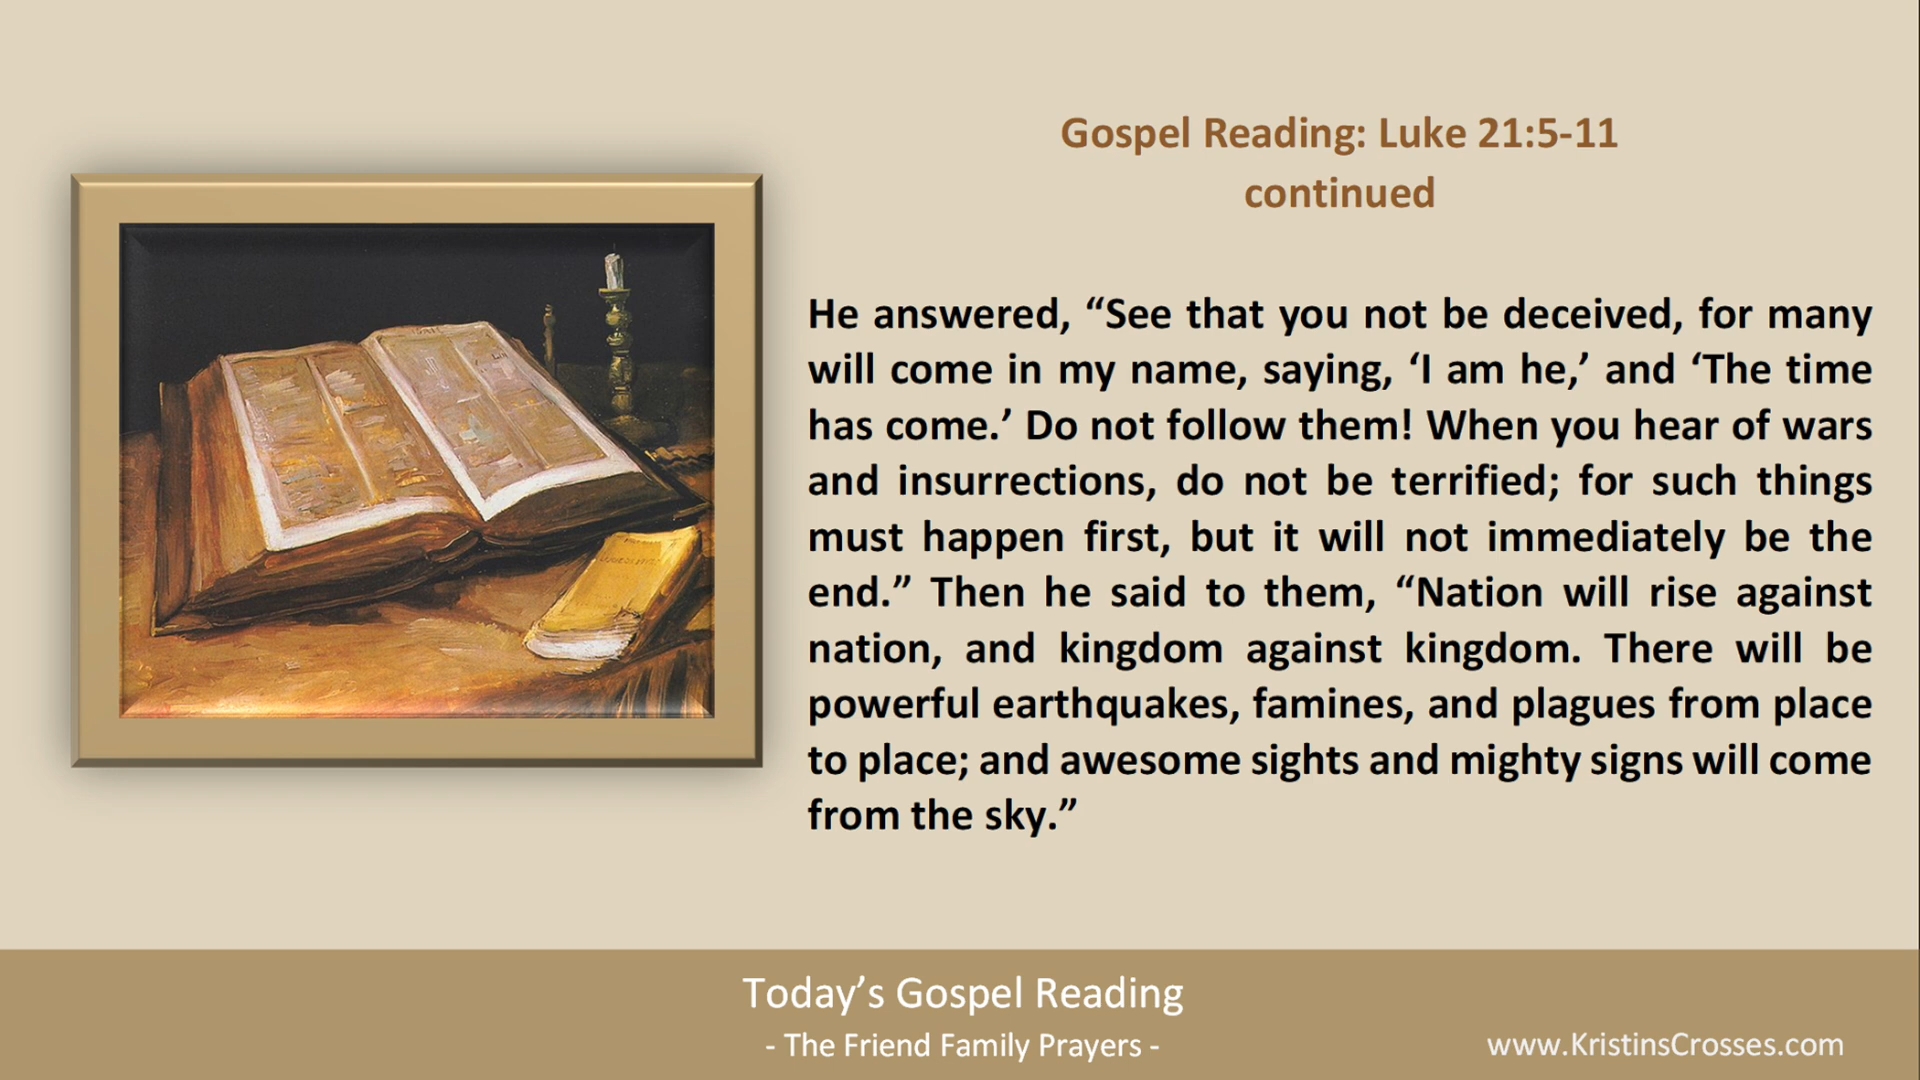 Gospel Reading: Luke 21:5-11
continued
He answered, “See that you not be deceived, for many
will come in my name, saying, ‘I am he,’ and ‘The time
has come.’ Do not follow them! When you hear of wars
and insurrections, do not be terrified; for such things
must happen first, but it will not immediately be the
end.” Then he said to them, “Nation will rise against
nation, and kingdom against kingdom. There will be
powerful earthquakes, famines, and plagues from place
to place; and awesome sights and mighty signs will come
from the sky.”
Today’s Gospel Reading
- The Friend Family Prayers -
www.KristinsCrosses.com